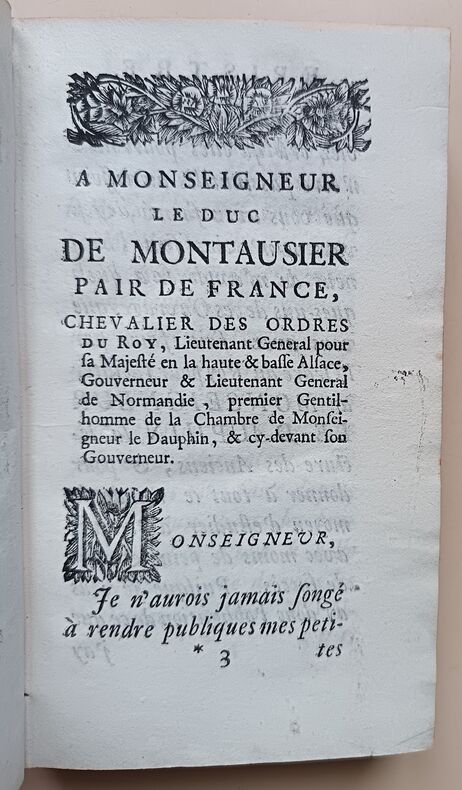 A MONSEIGNEUR
LE DUC
DE MONTAUSIER
PAIR DE FRANCE,
CHEVALIER DES ORDRES
DU ROY, Lieutenant General pour
ſa Majeſté en la haute & baſſe Alſace,
Gouverneur & Lieutenant General
de Normandie, premier Gentil-
homme de la Chambre de Monſei-
gneur le Dauphin, & cy-devant ſon
Gouverneur.
MONSEIGNEUR,
Je n'aurois jamais ſongé
à rendre publiques mes peti-
* 3 tes